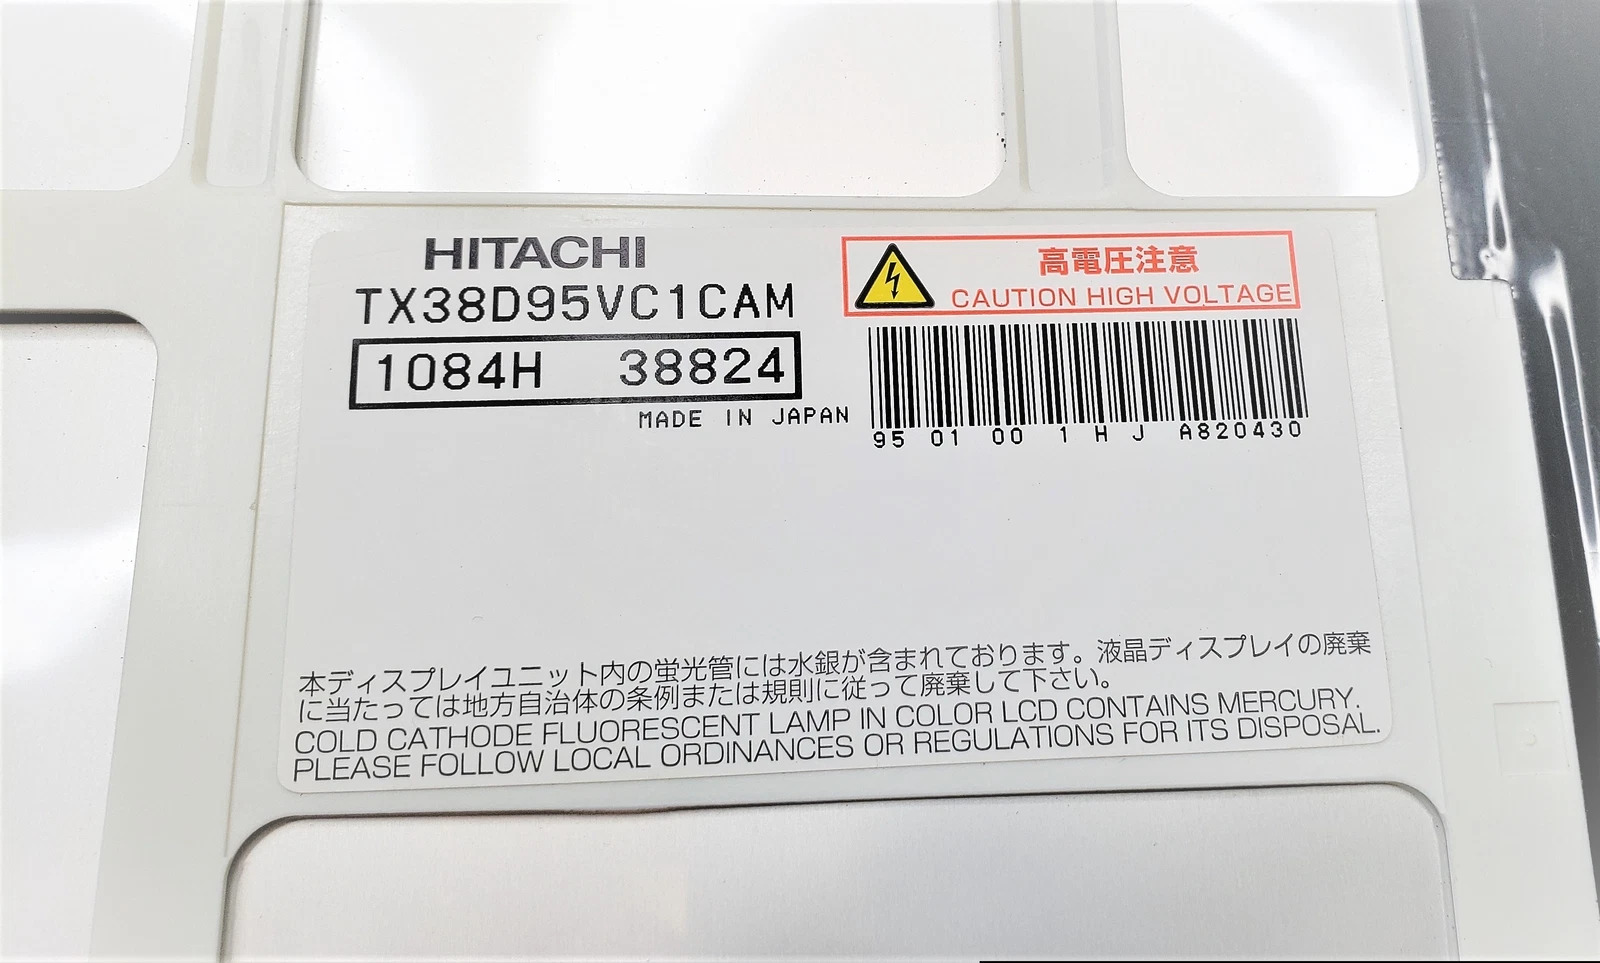 HITACHI
TX38D95VC1CAM
1084H 38824
MADE IN JAPAN
高電圧注意
CAUTION HIGH VOLTAGE
95 01 00 1 H J A820430
本ディスプレイユニット内の蛍光管には水銀が含まれております。液晶ディスプレイの廃棄
に当たっては地方自治体の条例または規則に従って廃棄して下さい。
COLD CATHODE FLUORESCENT LAMP IN COLOR LCD CONTAINS MERCURY.
PLEASE FOLLOW LOCAL ORDINANCES OR REGULATIONS FOR ITS DISPOSAL.